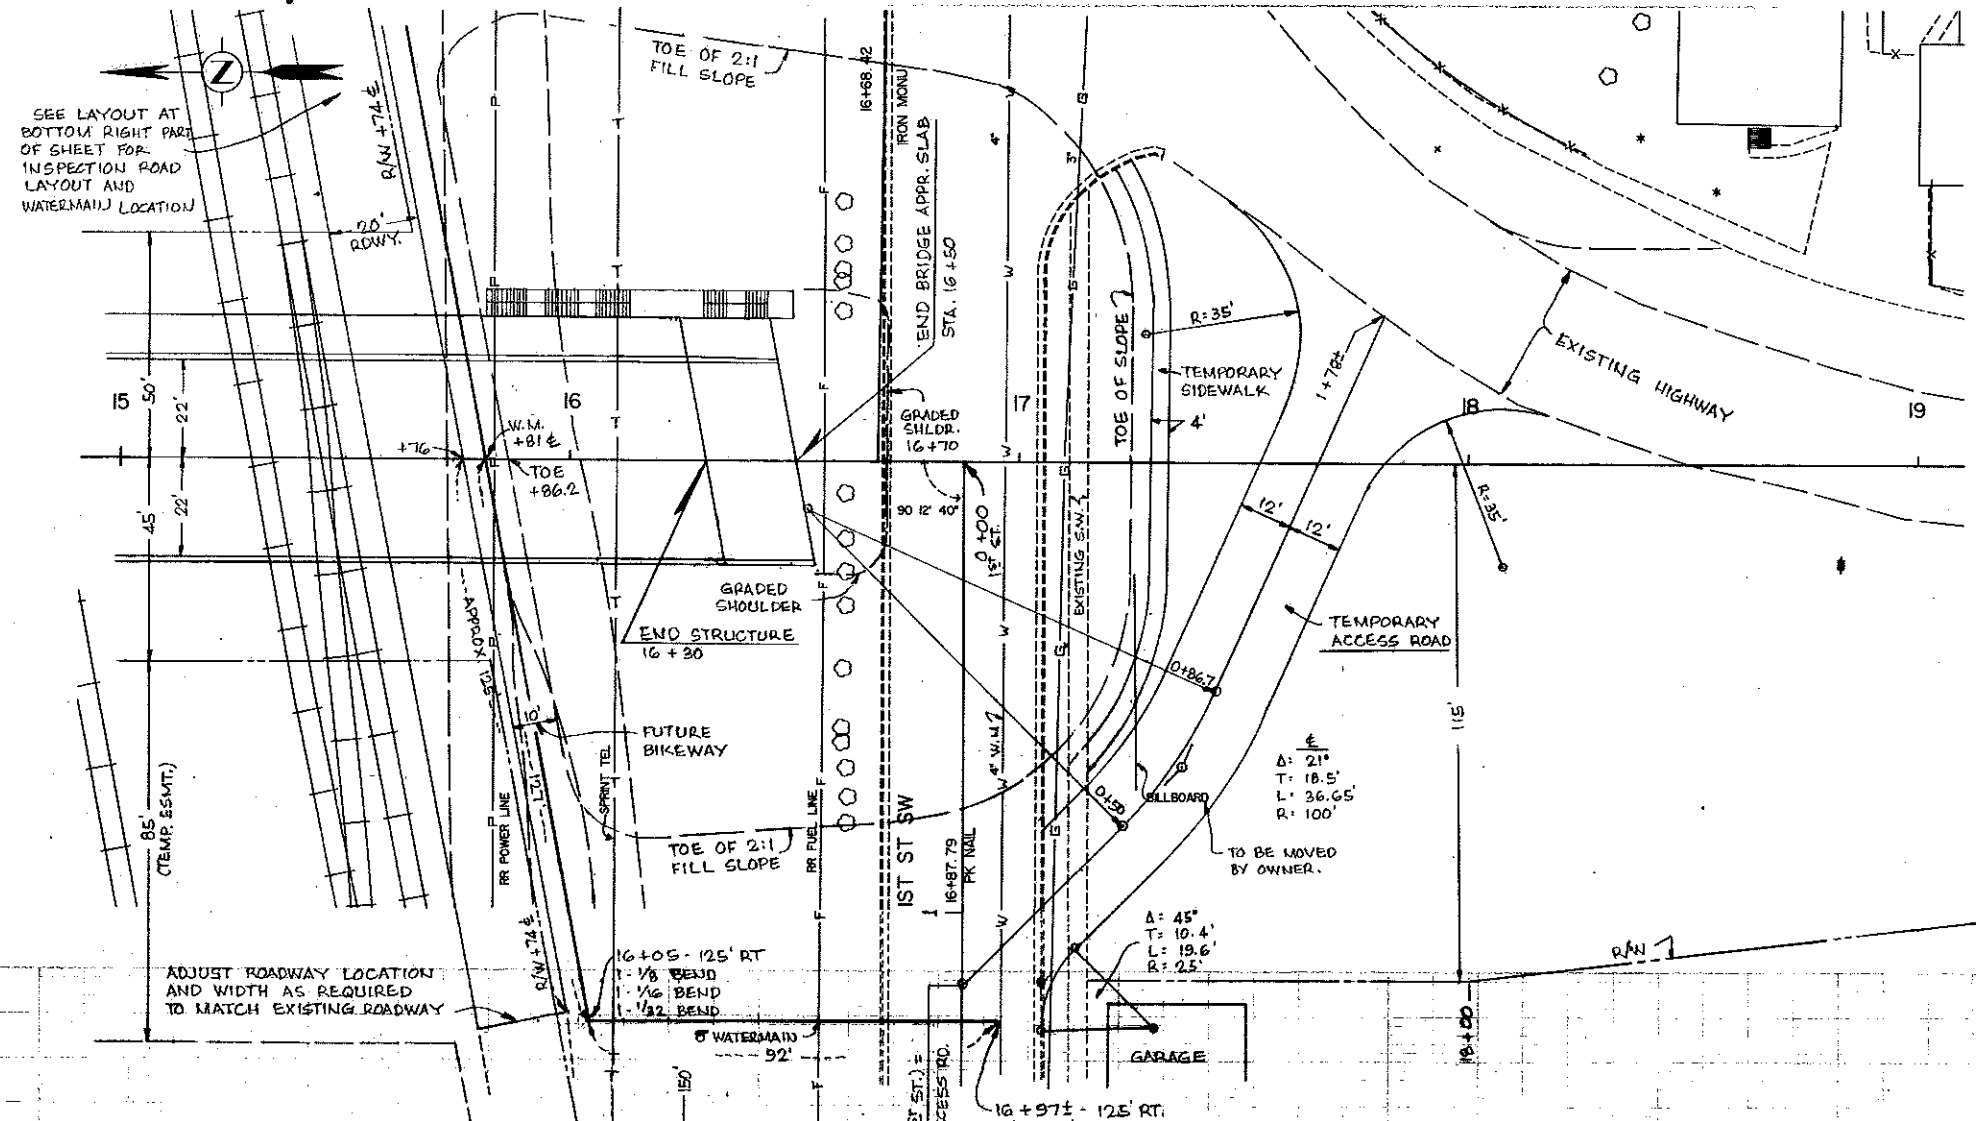 Z
SEE LAYOUT AT
BOTTOM RIGHT PART
OF SHEET FOR
INSPECTION ROAD
LAYOUT AND
WATERMAIN LOCATION
R/W +74 ℄
20'
RDWY.
TOE OF 2:1
FILL SLOPE
16+68.42
IRON MONU
END BRIDGE APPR. SLAB
STA. 16+50
4"
3"
TOE OF SLOPE
R=35'
TEMPORARY
SIDEWALK
4'
1+78±
EXISTING HIGHWAY
15
16
17
18
19
50'
22'
22'
45'
+76
W.M.
+81 ℄
TOE
+86.2
GRADED
SHLDR.
16+70
90 12' 40"
0+00
1ST ST.
EXISTING S.W.
12'
12'
R=35'
GRADED
SHOULDER
END STRUCTURE
16+30
APPROX 125'
TEMPORARY
ACCESS ROAD
0+86.7
115'
10'
FUTURE
BIKEWAY
127'
SPRINT TEL
RR POWER LINE
RR FUEL LINE
4" W.M.
0+50
BILLBOARD
℄
Δ: 21°
T: 18.5'
L: 36.65'
R: 100'
85'
(TEMP. ESMT.)
TOE OF 2:1
FILL SLOPE
1ST ST SW
16+87.79
PK NAIL
TO BE MOVED
BY OWNER.
Δ: 45°
T: 10.4'
L: 19.6'
R: 25'
R/W
R/W +74 ℄
ADJUST ROADWAY LOCATION
AND WIDTH AS REQUIRED
TO MATCH EXISTING ROADWAY
16+05 - 125' RT
1 - 1/8 BEND
1 - 1/16 BEND
1 - 1/32 BEND
WATERMAIN
92'
150'
ST.) =
CESS RD.
GARAGE
18+00
16+97± - 125' RT.